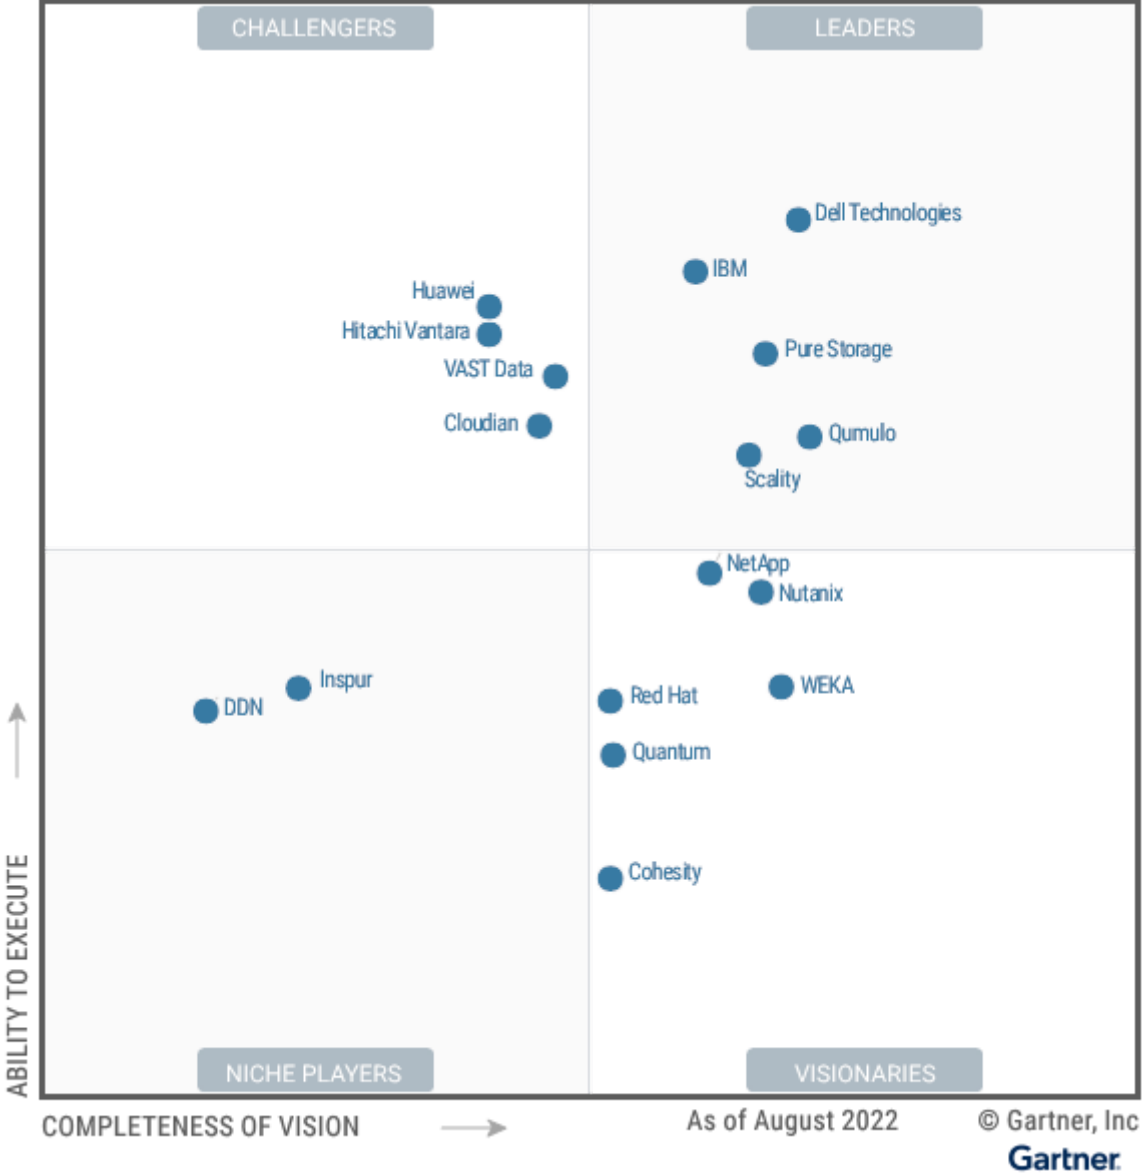 CHALLENGERS
LEADERS
Dell Technologies
IBM
Huawei
Hitachi Vantara
Pure Storage
VAST Data
Cloudian
Qumulo
Scality
NetApp
Nutanix
Inspur
DDN
WEKA
Red Hat
Quantum
Cohesity
ABILITY TO EXECUTE
NICHE PLAYERS
VISIONARIES
COMPLETENESS OF VISION
As of August 2022
© Gartner, Inc
Gartner